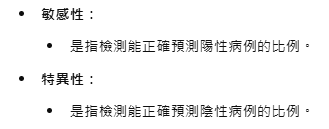 • 敏感性：
• 是指檢測能正確預測陽性病例的比例。
• 特異性：
• 是指檢測能正確預測陰性病例的比例。